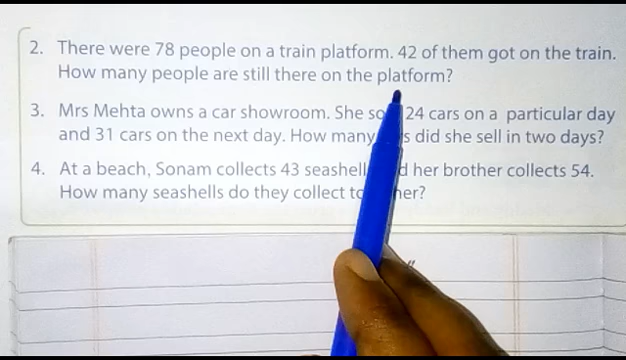 2. There were 78 people on a train platform. 42 of them got on the train.
How many people are still there on the platform?
3. Mrs Mehta owns a car showroom. She 24 cars on a particular day
and 31 cars on the next day. How many did she sell in two days?
4. At a beach, Sonam collects 43 her brother collects 54.
How many seashells do they collect